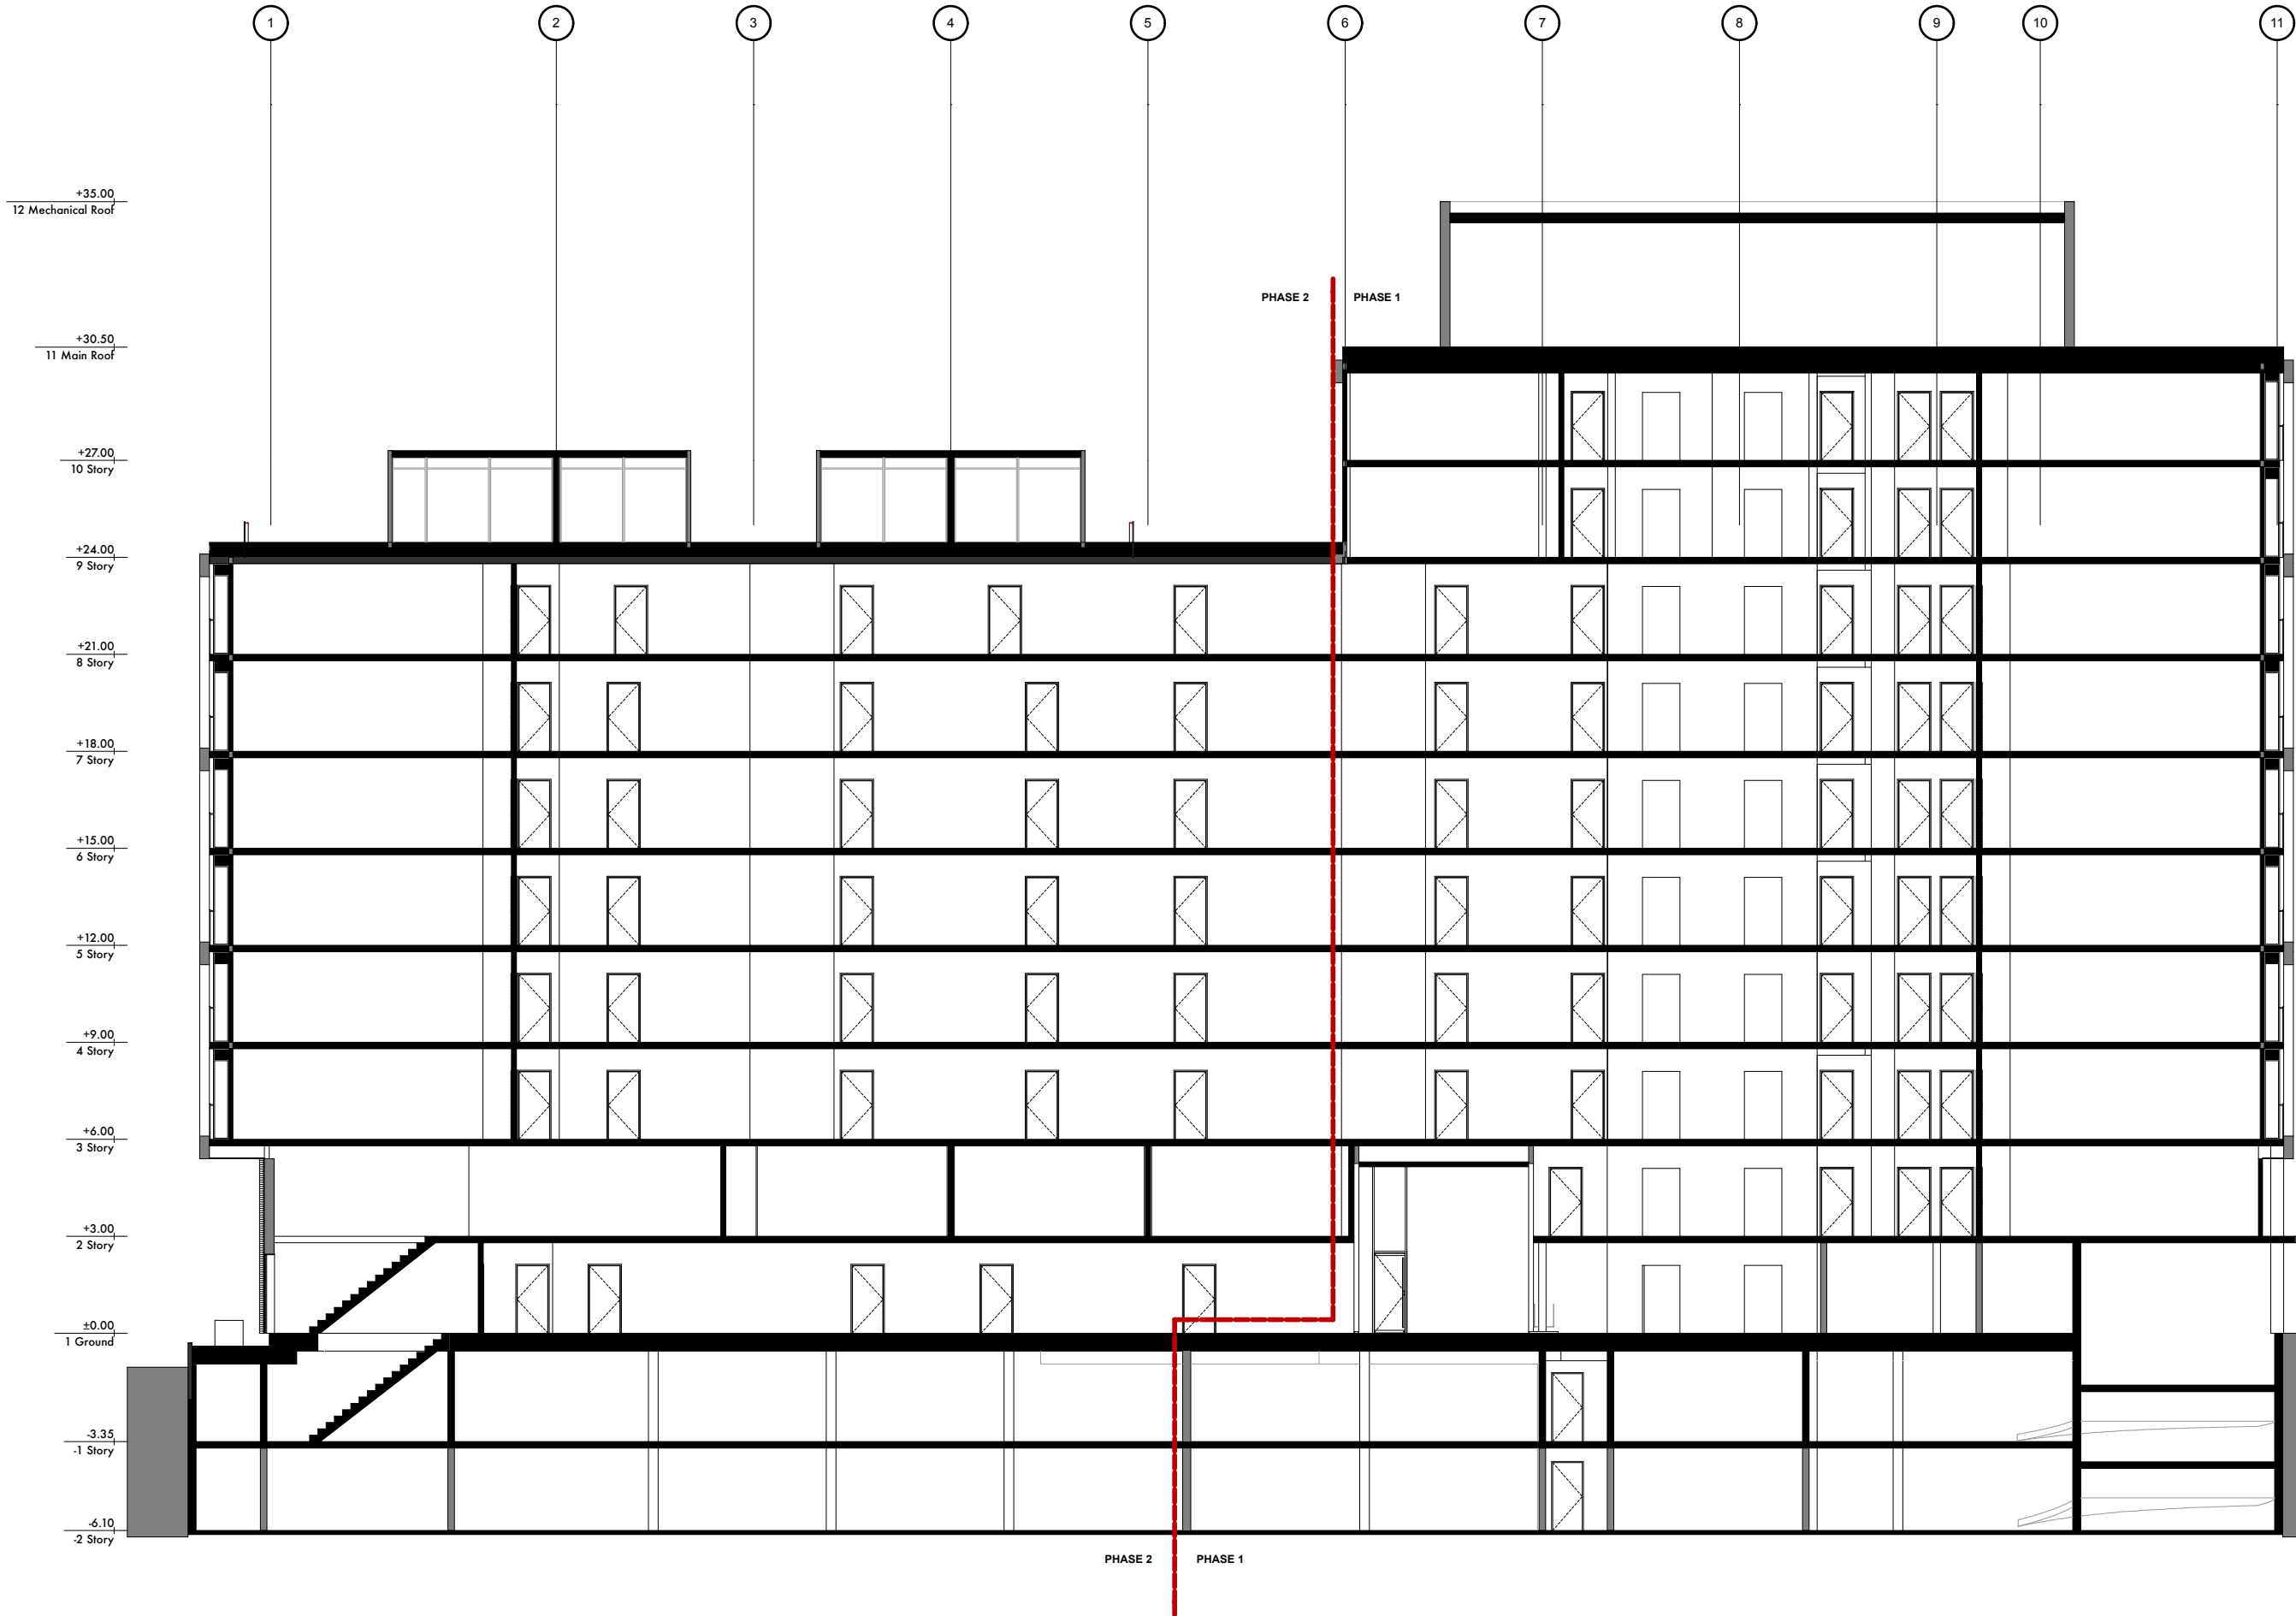 1 2 3 4 5 6 7 8 9 10 11
+35.00
12 Mechanical Roof
PHASE 2 PHASE 1
+30.50
11 Main Roof
+27.00
10 Story
+24.00
9 Story
+21.00
8 Story
+18.00
7 Story
+15.00
6 Story
+12.00
5 Story
+9.00
4 Story
+6.00
3 Story
+3.00
2 Story
±0.00
1 Ground
-3.35
-1 Story
-6.10
-2 Story
PHASE 2 PHASE 1